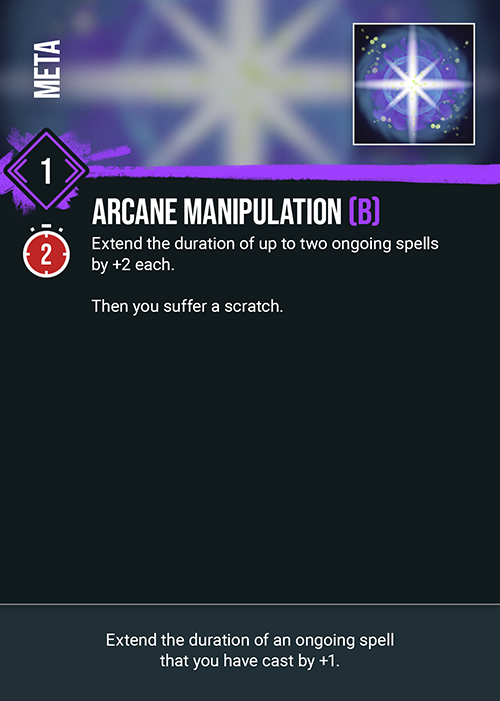 META
1
ARCANE MANIPULATION (B)
2
Extend the duration of up to two ongoing spells
by +2 each.
Then you suffer a scratch.
Extend the duration of an ongoing spell
that you have cast by +1.